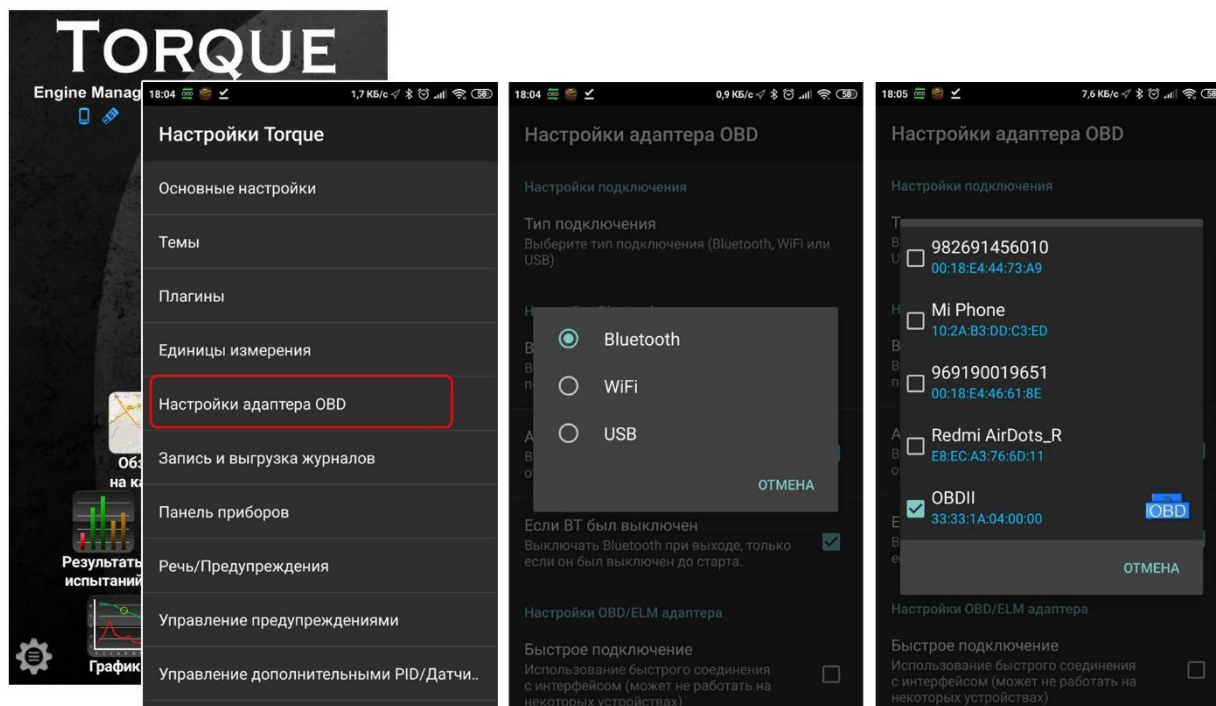 TORQUE
Engine Manag
Обз
на ка
Результаты
испытаний
График
18:04
1,7 КБ/с
58
Настройки Torque
Основные настройки
Темы
Плагины
Единицы измерения
Настройки адаптера OBD
Запись и выгрузка журналов
Панель приборов
Речь/Предупреждения
Управление предупреждениями
Управление дополнительными PID/Датчи..
18:04
0,9 КБ/с
58
Настройки адаптера OBD
Настройки подключения
Тип подключения
Выберите тип подключения (Bluetooth, WiFi или
USB)
Bluetooth
WiFi
USB
ОТМЕНА
Если BT был выключен
Выключать Bluetooth при выходе, только
если он был выключен до старта.
Настройки OBD/ELM адаптера
Быстрое подключение
Использование быстрого соединения
с интерфейсом (может не работать на
некоторых устройствах)
18:05
7,6 КБ/с
58
Настройки адаптера OBD
Настройки подключения
982691456010
00:18:E4:44:73:A9
Mi Phone
10:2A:B3:DD:C3:ED
969190019651
00:18:E4:46:61:8E
Redmi AirDots_R
E8:EC:A3:76:6D:11
OBDII
33:33:1A:04:00:00
OBD
ОТМЕНА
Настройки OBD/ELM адаптера
Быстрое подключение
Использование быстрого соединения
с интерфейсом (может не работать на
некоторых устройствах)